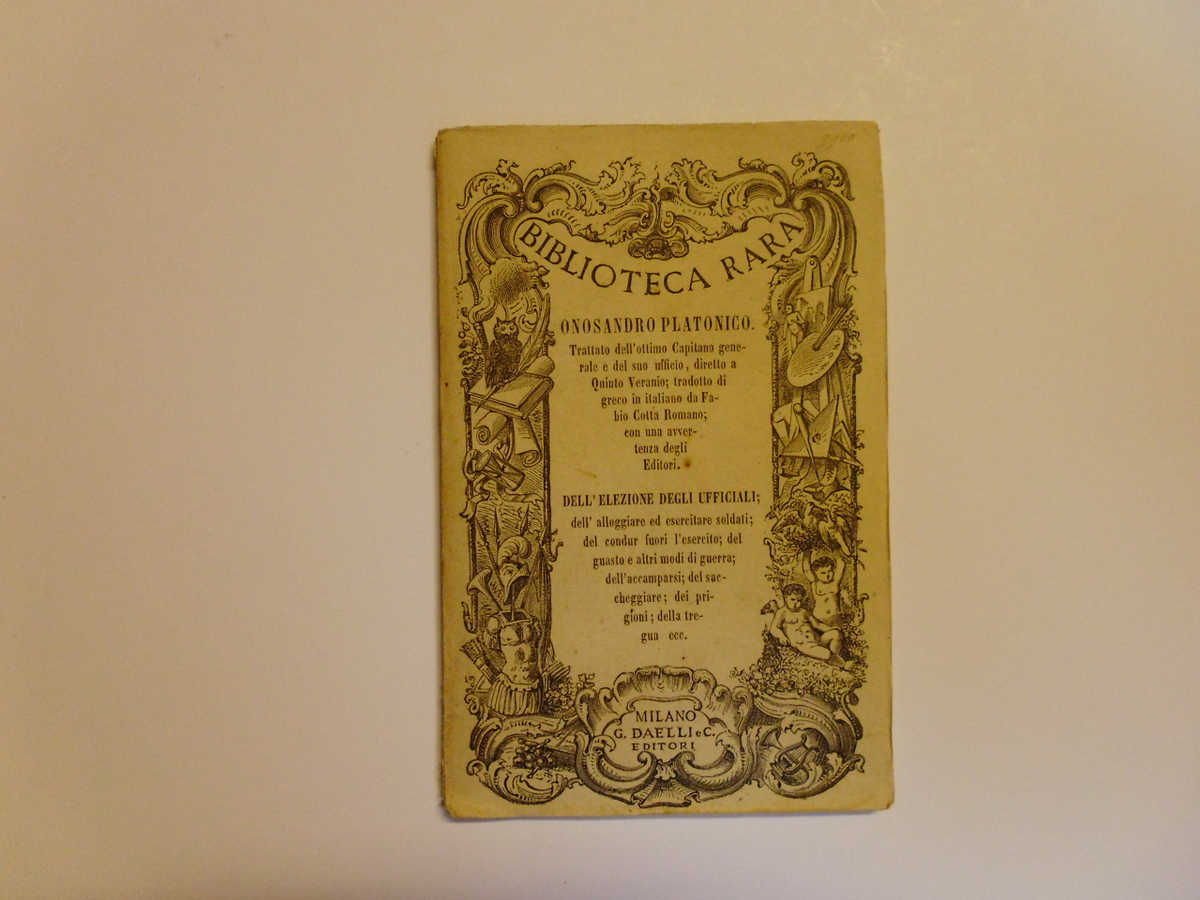 BIBLIOTECA RARA
ONOSANDRO PLATONICO.
Trattato dell'ottimo Capitano gene-
rale e del suo ufficio, diretto a
Quinto Veranio; tradotto di
greco in italiano da Fa-
bio Cotta Romano;
con una avver-
tenza degli
Editori.
DELL'ELEZIONE DEGLI UFFICIALI;
dell' alloggiare ed esercitare soldati;
del condur fuori l'esercito; del
guasto e altri modi di guerra;
dell'accamparsi; del sac-
cheggiare; dei pri-
gioni; della tre-
gua ecc.
MILANO
G. DAELLI e C.
EDITORI